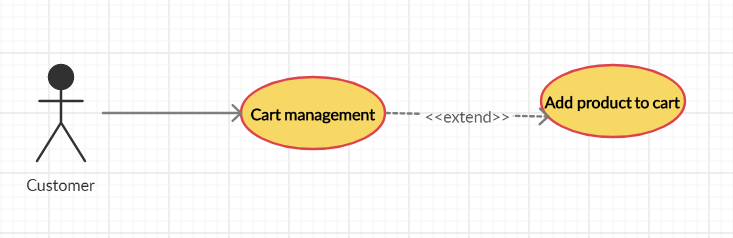 Cart management
<<extend>>
Add product to cart
Customer